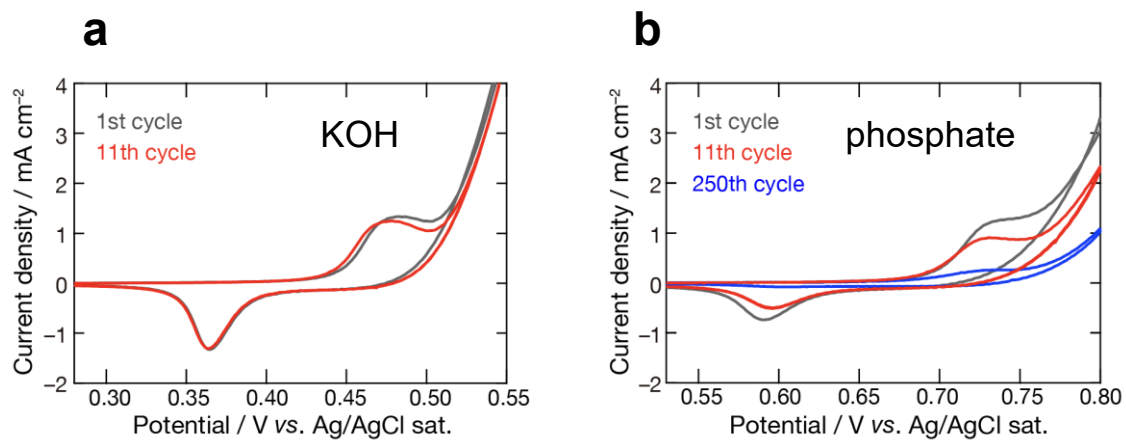 a
4
3
2
1
0
−1
−2
Current density / mA cm⁻²
1st cycle
11th cycle
KOH
0.30
0.35
0.40
0.45
0.50
0.55
Potential / V vs. Ag/AgCl sat.
b
4
3
2
1
0
−1
−2
Current density / mA cm⁻²
1st cycle
11th cycle
250th cycle
phosphate
0.55
0.60
0.65
0.70
0.75
0.80
Potential / V vs. Ag/AgCl sat.